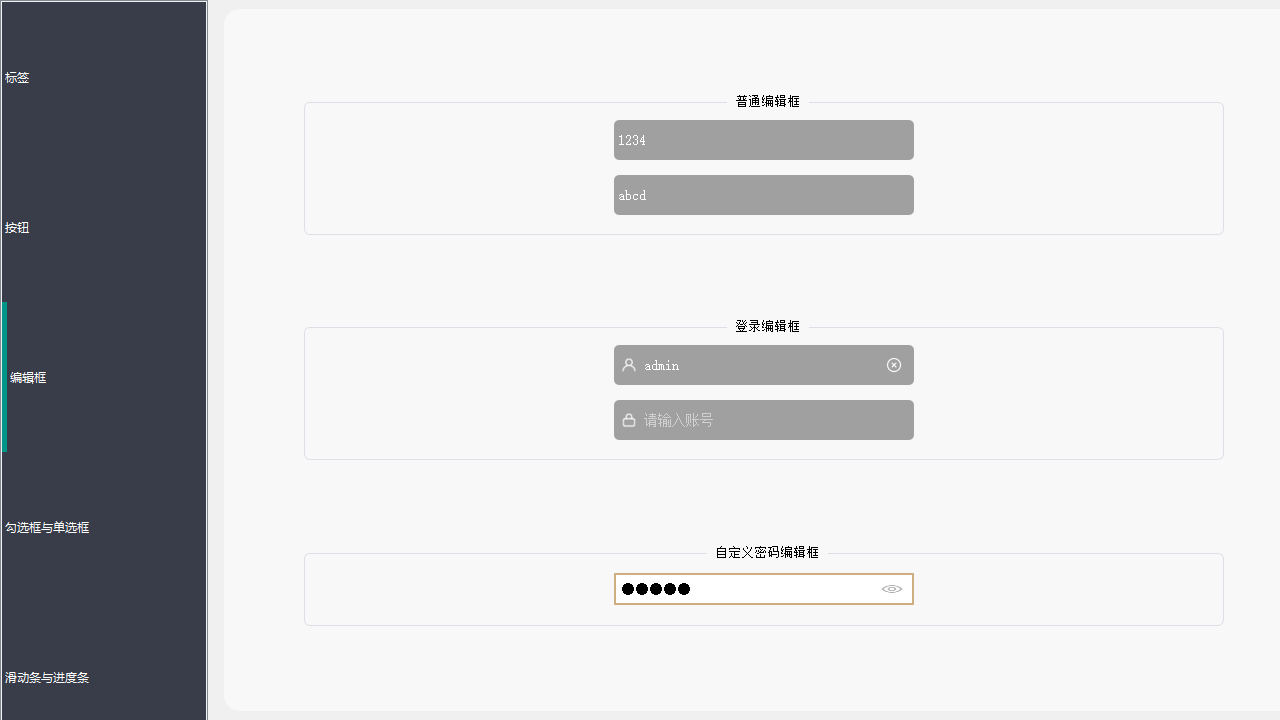 标签
按钮
编辑框
勾选框与单选框
滑动条与进度条
普通编辑框
1234
abcd
登录编辑框
admin
请输入账号
自定义密码编辑框
●●●●●